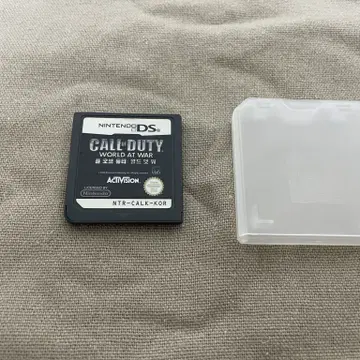 NINTENDO DS
CALL OF DUTY
WORLD AT WAR
ACTIVISION
LICENSED BY
Nintendo
NTR-CALK-KOR